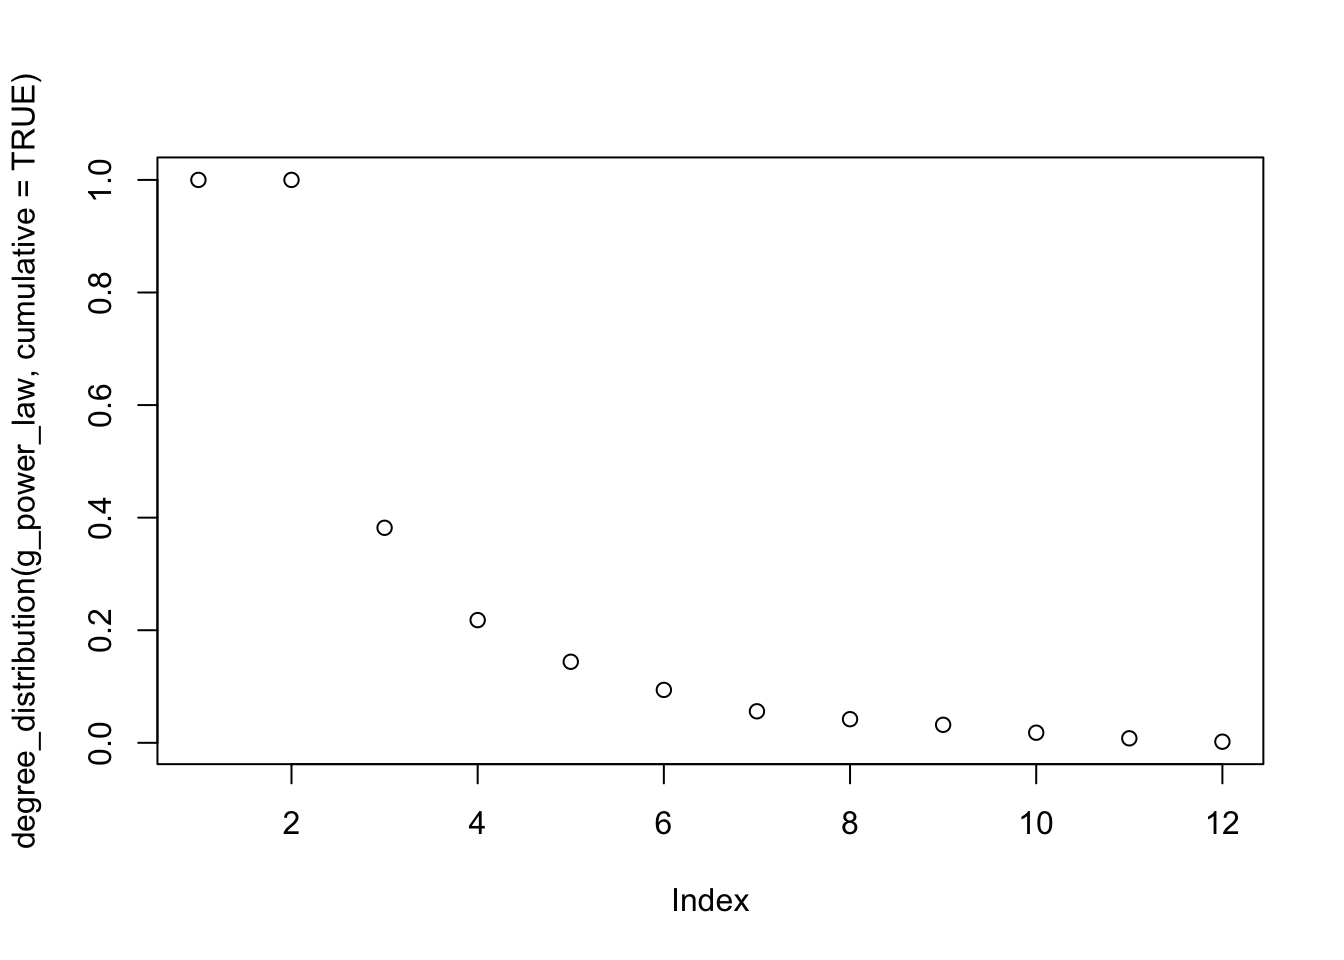 degree_distribution(g_power_law, cumulative = TRUE)
1.0
0.8
0.6
0.4
0.2
0.0
2 4 6 8 10 12
Index